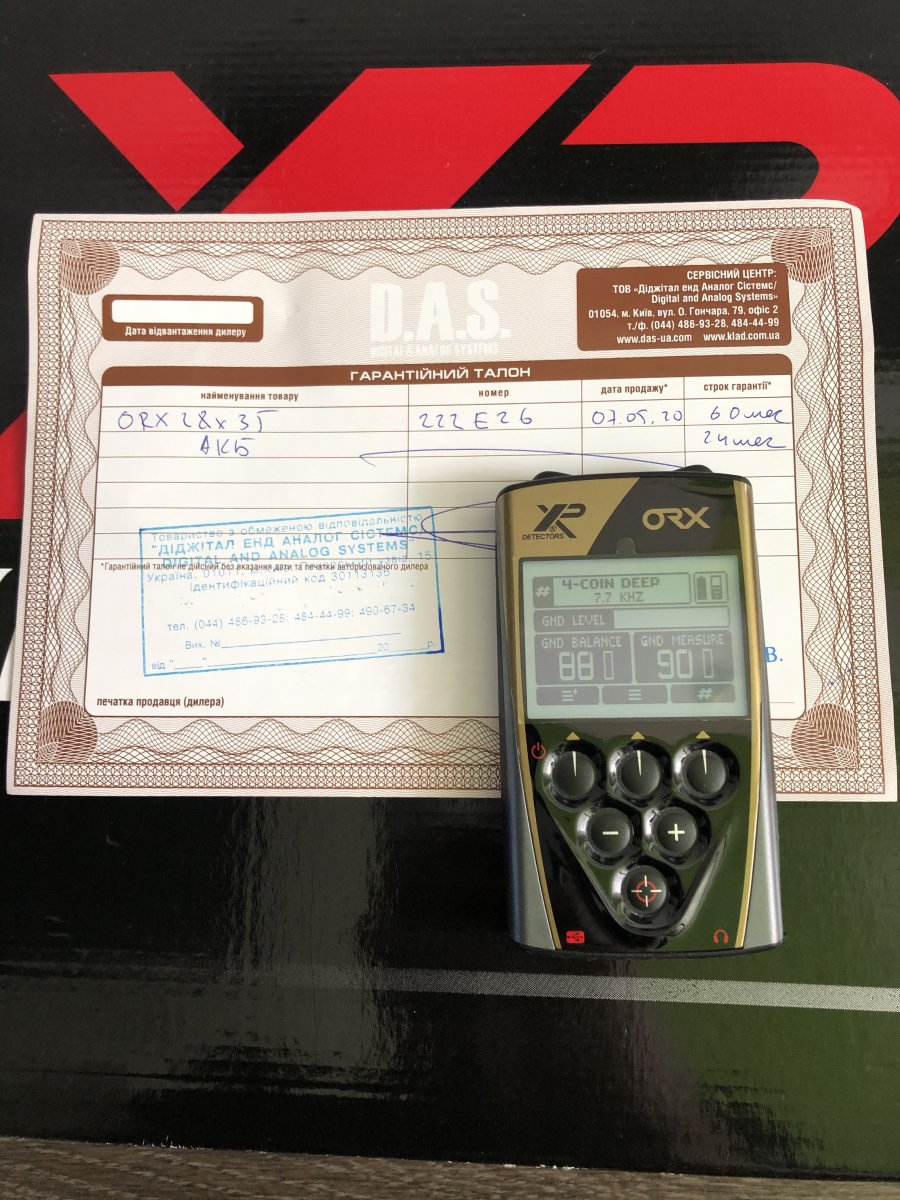 XP
D.A.S.
DIGITAL & ANALOG SYSTEMS
СЕРВІСНИЙ ЦЕНТР:
ТОВ «Діджітал енд Аналог Сістемс/
Digital and Analog Systems»
01054, м. Київ, вул. О. Гончара, 79, офіс 2
т./ф. (044) 486-93-28, 484-44-99
www.das-ua.com www.klad.com.ua
Дата відвантаження дилеру
ГАРАНТІЙНИЙ ТАЛОН
найменування товару номер дата продажу* строк гарантії*
ORX 28x35 222E26 07.05.20 60мес
АКБ 24мес
Товариство з обмеженою відповідальністю
"ДІДЖІТАЛ ЕНД АНАЛОГ СІСТЕМС/
DIGITAL AND ANALOG SYSTEMS"
*Гарантійний талон не дійсний без вказання дати та печатки авторизованого дилера
Україна, 01011, м.
Ідентифікаційний код 30113135
тел. (044) 486-93-28; 484-44-99; 490-67-34
Вих. №
від " " 20 р.
В.
печатка продавця (дилера)
XP
DETECTORS
ORX
# 4-COIN DEEP
7.7 KHZ
GND LEVEL
GND BALANCE GND MEASURE
88 90
#
− +